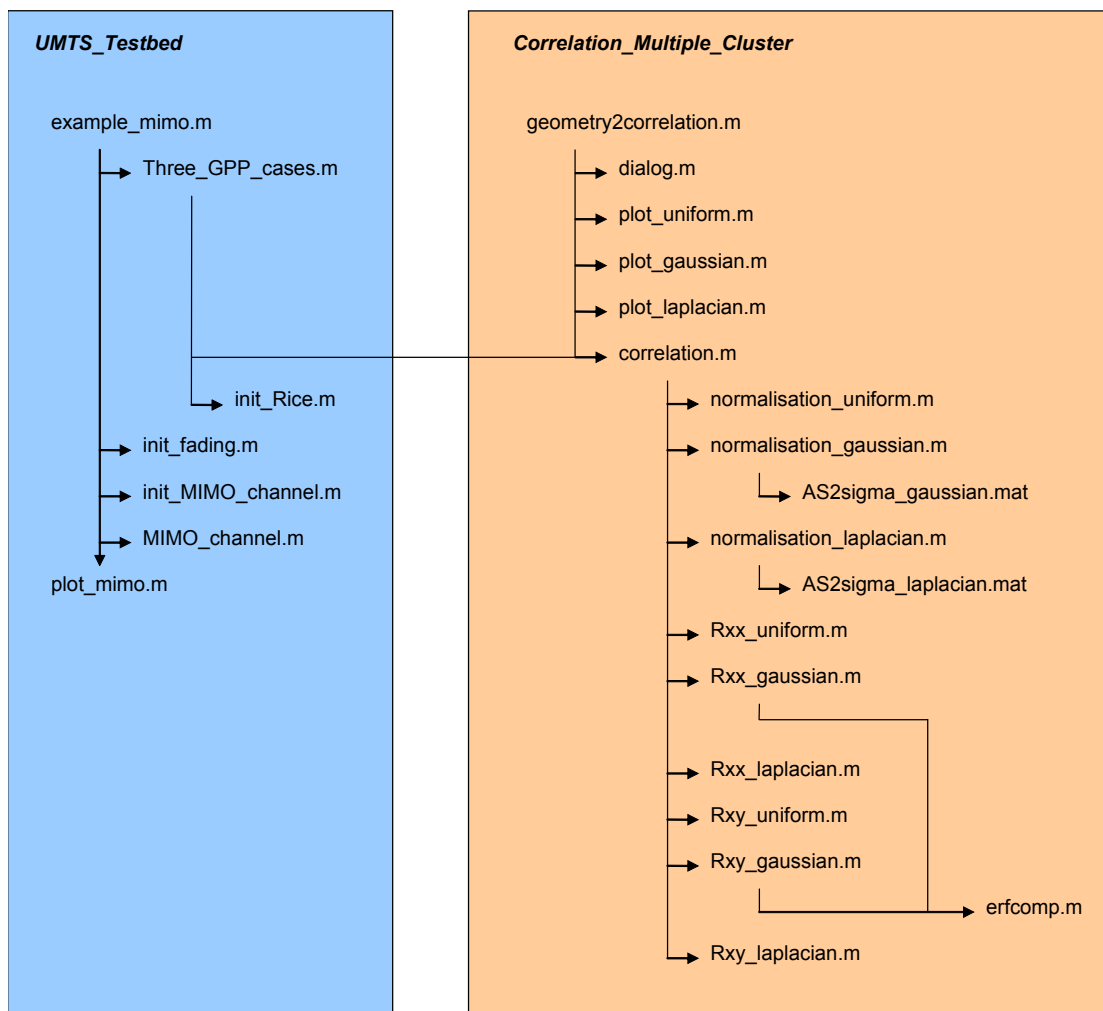 UMTS_Testbed
example_mimo.m
Three_GPP_cases.m
init_Rice.m
init_fading.m
init_MIMO_channel.m
MIMO_channel.m
plot_mimo.m
Correlation_Multiple_Cluster
geometry2correlation.m
dialog.m
plot_uniform.m
plot_gaussian.m
plot_laplacian.m
correlation.m
normalisation_uniform.m
normalisation_gaussian.m
AS2sigma_gaussian.mat
normalisation_laplacian.m
AS2sigma_laplacian.mat
Rxx_uniform.m
Rxx_gaussian.m
Rxx_laplacian.m
Rxy_uniform.m
Rxy_gaussian.m
erfcomp.m
Rxy_laplacian.m